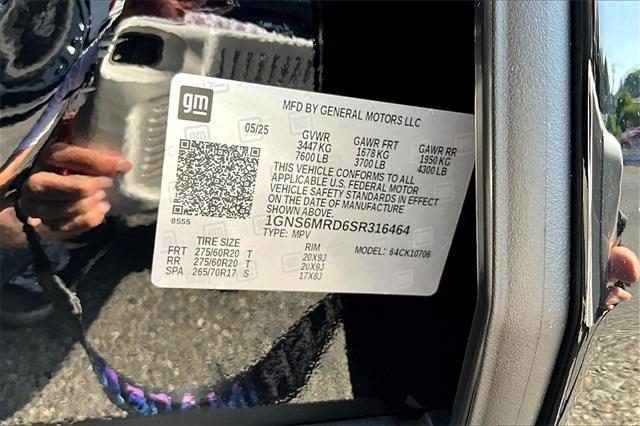 gm
MFD BY GENERAL MOTORS LLC
05/25
GVWR GAWR FRT GAWR RR
3447 KG 1678 KG 1950 KG
7600 LB 3700 LB 4300 LB
THIS VEHICLE CONFORMS TO ALL
APPLICABLE U.S. FEDERAL MOTOR
VEHICLE SAFETY STANDARDS IN EFFECT
ON THE DATE OF MANUFACTURE
SHOWN ABOVE.
8555
1GNS6MRD6SR316464
TYPE: MPV
MODEL: 64CK10706
TIRE SIZE RIM
FRT 275/60R20 T 20X9J
RR 275/60R20 T 20X9J
SPA 265/70R17 S 17X8J